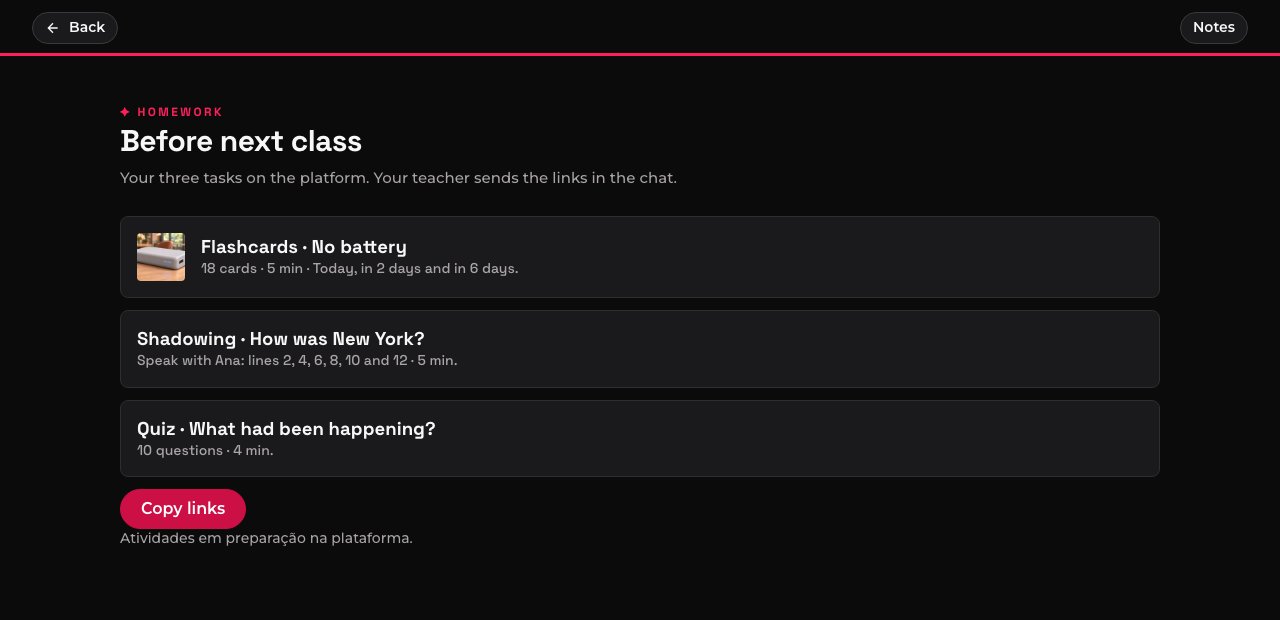 Back
Notes
HOMEWORK
Before next class
Your three tasks on the platform. Your teacher sends the links in the chat.
Flashcards · No battery
18 cards · 5 min · Today, in 2 days and in 6 days.
Shadowing · How was New York?
Speak with Ana: lines 2, 4, 6, 8, 10 and 12 · 5 min.
Quiz · What had been happening?
10 questions · 4 min.
Copy links
Atividades em preparação na plataforma.